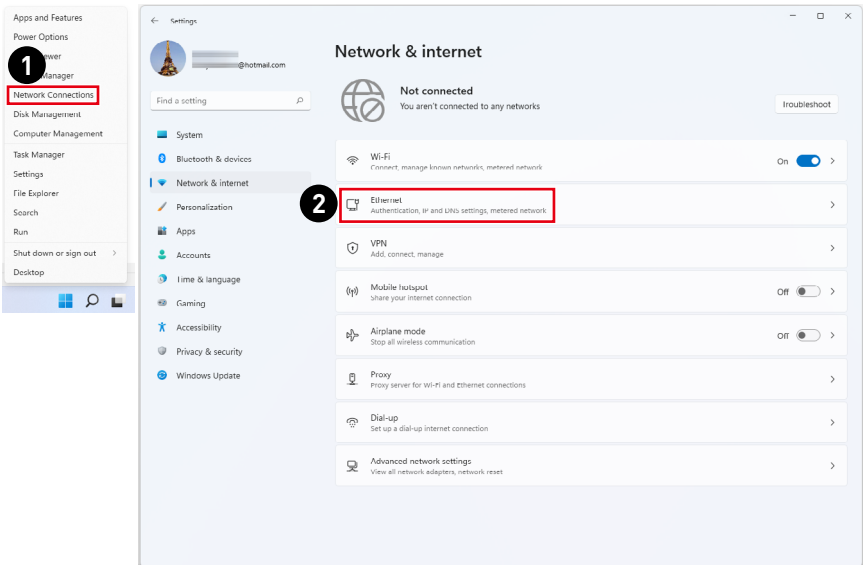 Apps and Features
Power Options
ewer
1
Manager
Network Connections
Disk Management
Computer Management
Task Manager
Settings
File Explorer
Search
Run
Shut down or sign out
Desktop
Settings
@hotmail.com
Find a setting
System
Bluetooth & devices
Network & internet
Personalization
Apps
Accounts
Time & language
Gaming
Accessibility
Privacy & security
Windows Update
Network & internet
Not connected
You aren't connected to any networks
Troubleshoot
Wi-Fi
Connect, manage known networks, metered network
On
2
Ethernet
Authentication, IP and DNS settings, metered network
VPN
Add, connect, manage
Mobile hotspot
Share your internet connection
Off
Airplane mode
Stop all wireless communication
Off
Proxy
Proxy server for Wi-Fi and Ethernet connections
Dial-up
Set up a dial-up internet connection
Advanced network settings
View all network adapters, network reset